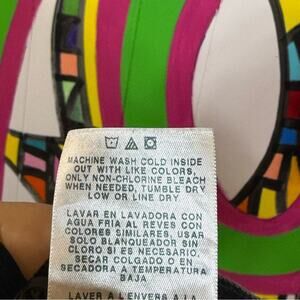 MACHINE WASH COLD INSIDE
OUT WITH LIKE COLORS,
ONLY NON-CHLORINE BLEACH
WHEN NEEDED, TUMBLE DRY
LOW OR LINE DRY
LAVAR EN LAVADORA CON
AGUA FRIA AL REVES CON
COLORES SIMILARES, USAR
SOLO BLANQUEADOR SIN
CLORO SI ES NECESARIO.
SECAR COLGADO O EN
SECADORA A TEMPERATURA
BAJA
LAVER A L'ENVERS A LA